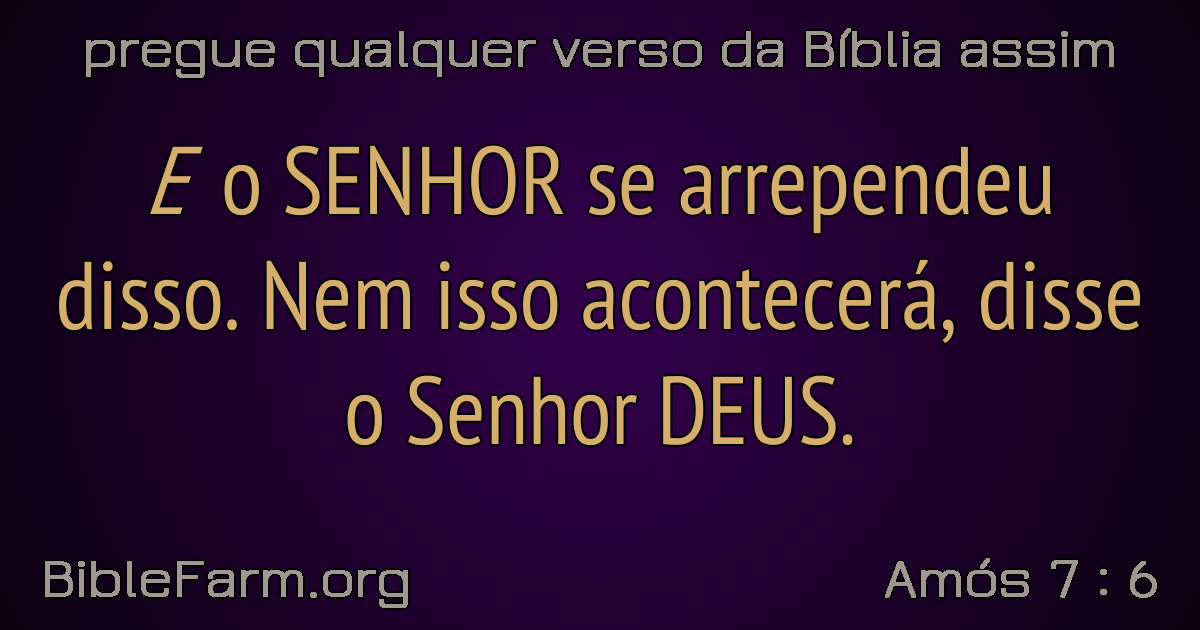 pregue qualquer verso da Bíblia assim
E o SENHOR se arrependeu
disso. Nem isso acontecerá, disse
o Senhor DEUS.
BibleFarm.org
Amós 7 : 6